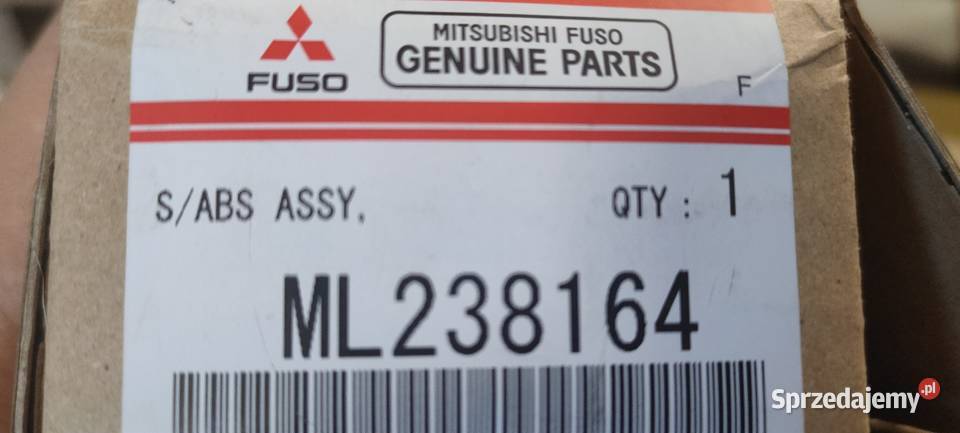 FUSO
MITSUBISHI FUSO
GENUINE PARTS
F
S/ABS ASSY,
QTY : 1
ML238164
Sprzedajemy.pl